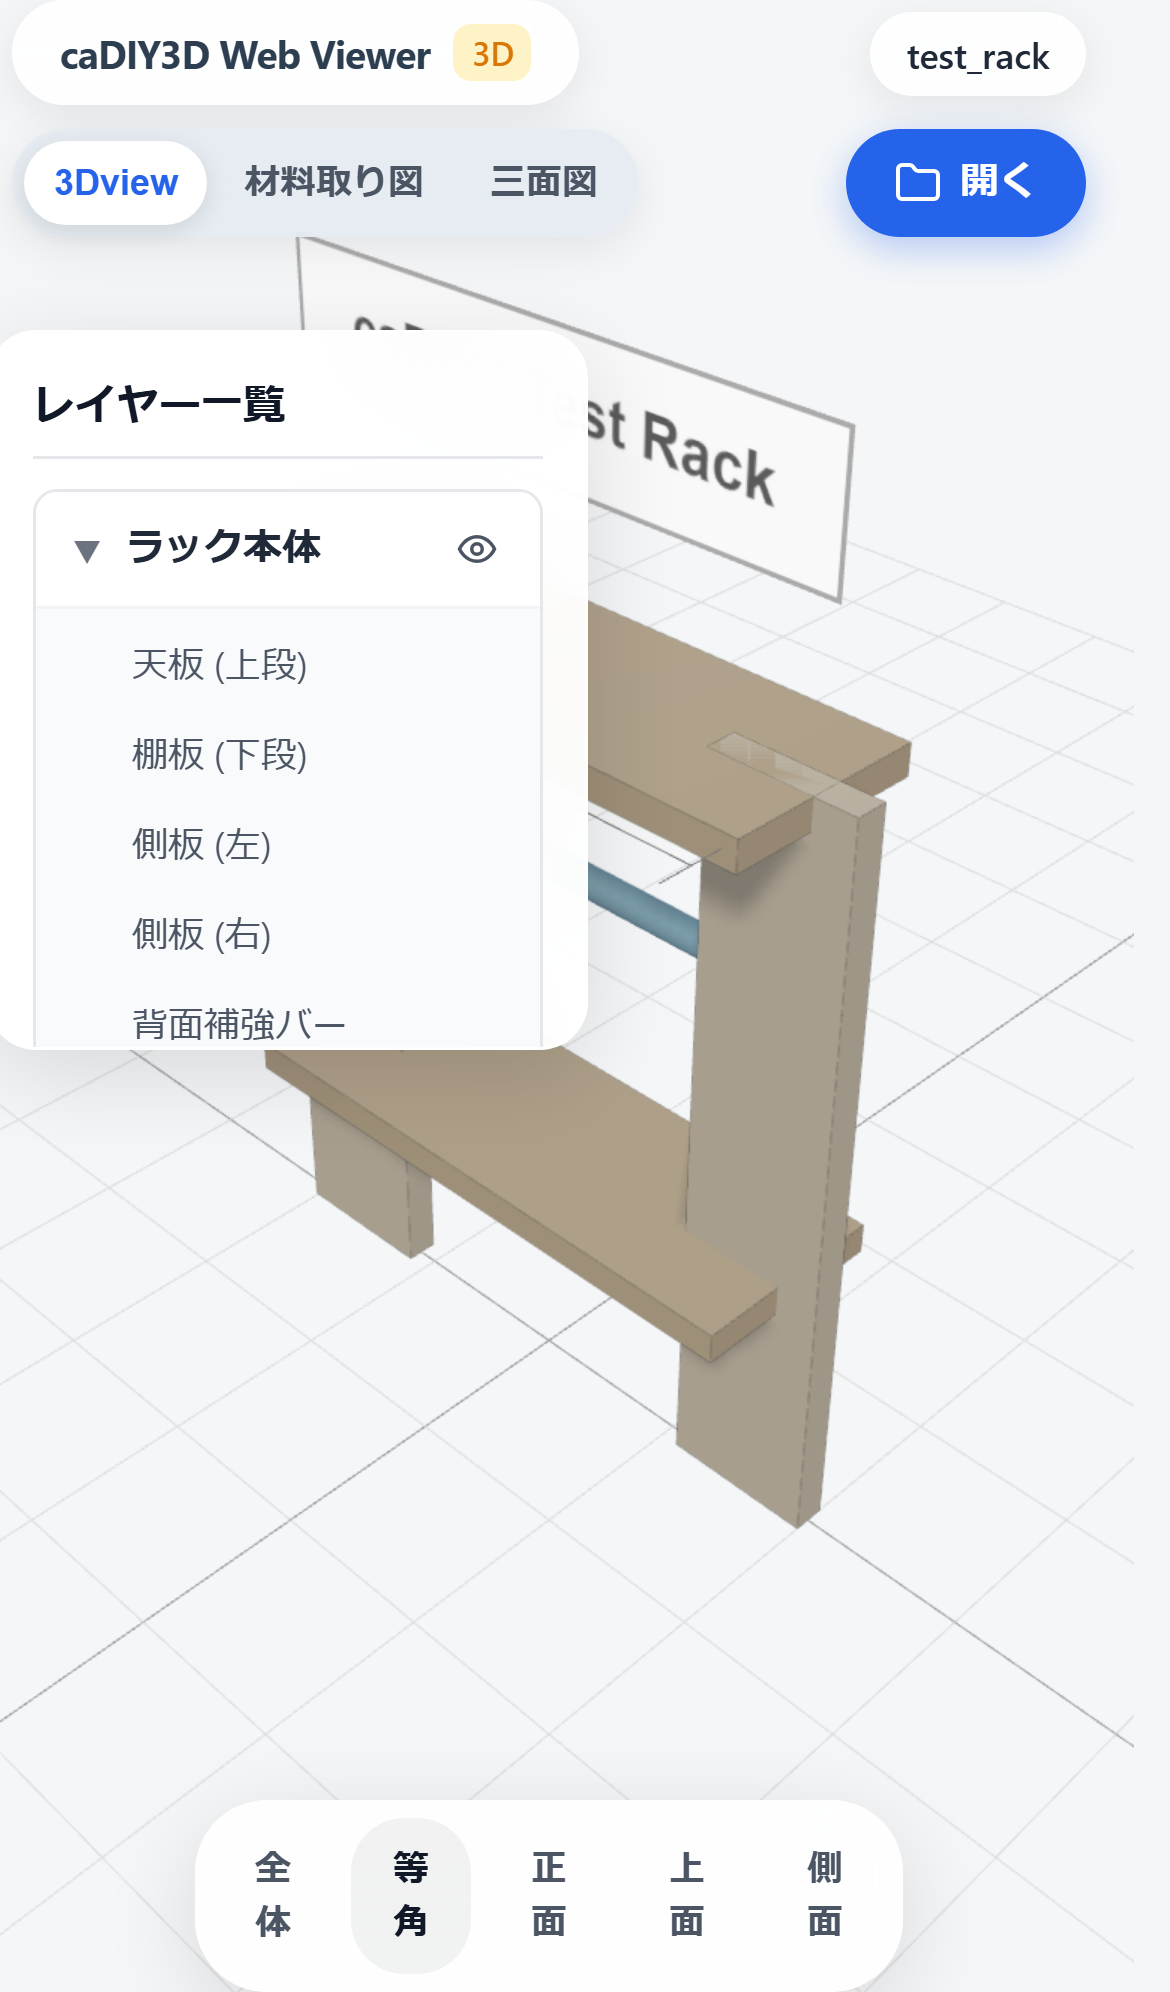 caDIY3D Web Viewer 3D
test_rack
3Dview 材料取り図 三面図
開く
st Rack
レイヤー一覧
▼ ラック本体
天板 (上段)
棚板 (下段)
側板 (左)
側板 (右)
背面補強バー
全体
等角
正面
上面
側面